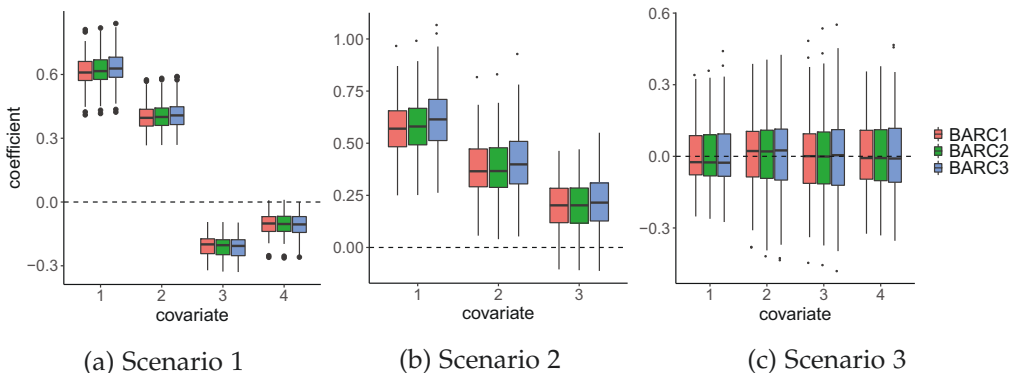 coefficient
0.6
0.3
0.0
−0.3
1 2 3 4
covariate
(a) Scenario 1
1.00
0.75
0.50
0.25
0.00
1 2 3
covariate
(b) Scenario 2
0.6
0.3
0.0
−0.3
1 2 3 4
covariate
(c) Scenario 3
BARC1
BARC2
BARC3